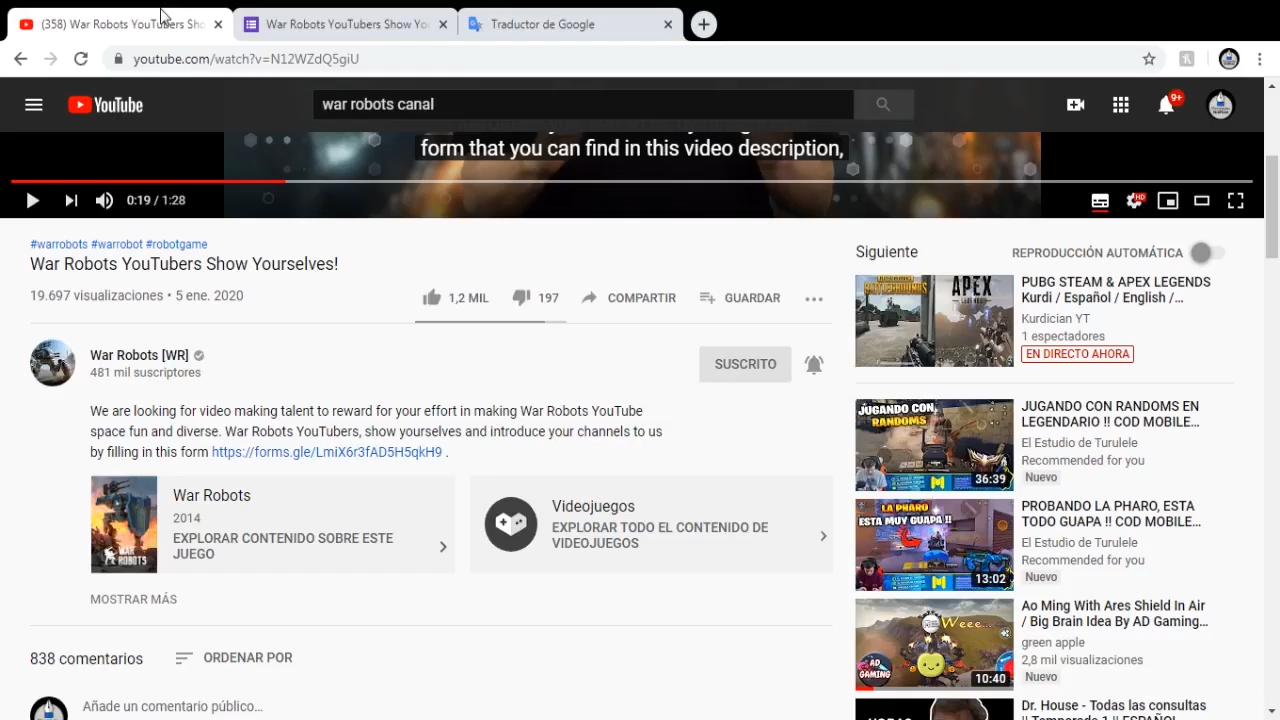 (358) War Robots YouTubers Sho
War Robots YouTubers Show Yo
Traductor de Google
youtube.com/watch?v=N12WZdQ5giU
YouTube
war robots canal
9+
form that you can find in this video description,
0:19 / 1:28
HD
#warrobots #warrobot #robotgame
War Robots YouTubers Show Yourselves!
19.697 visualizaciones • 5 ene. 2020
1,2 MIL
197
COMPARTIR
GUARDAR
War Robots [WR]
481 mil suscriptores
SUSCRITO
We are looking for video making talent to reward for your effort in making War Robots YouTube
space fun and diverse. War Robots YouTubers, show yourselves and introduce your channels to us
by filling in this form https://forms.gle/LmiX6r3fAD5H5qkH9 .
WAR
ROBOTS
War Robots
2014
EXPLORAR CONTENIDO SOBRE ESTE
JUEGO
Videojuegos
EXPLORAR TODO EL CONTENIDO DE
VIDEOJUEGOS
MOSTRAR MÁS
838 comentarios
ORDENAR POR
Añade un comentario público...
Siguiente
REPRODUCCIÓN AUTOMÁTICA
APEX
LEGENDS
PUBG STEAM & APEX LEGENDS
Kurdi / Español / English /...
Kurdician YT
1 espectadores
EN DIRECTO AHORA
JUGANDO CON
RANDOMS
36:39
JUGANDO CON RANDOMS EN
LEGENDARIO !! COD MOBILE...
El Estudio de Turulele
Recommended for you
Nuevo
LA PHARO
ESTA MUY GUAPA !!
13:02
PROBANDO LA PHARO, ESTA
TODO GUAPA !! COD MOBILE...
El Estudio de Turulele
Recommended for you
Nuevo
Weee...
AD
GAMING
10:40
Ao Ming With Ares Shield In Air
/ Big Brain Idea By AD Gaming...
green apple
2,8 mil visualizaciones
Nuevo
Dr. House - Todas las consultas
!! Temporada 1 !! ESPAÑOL